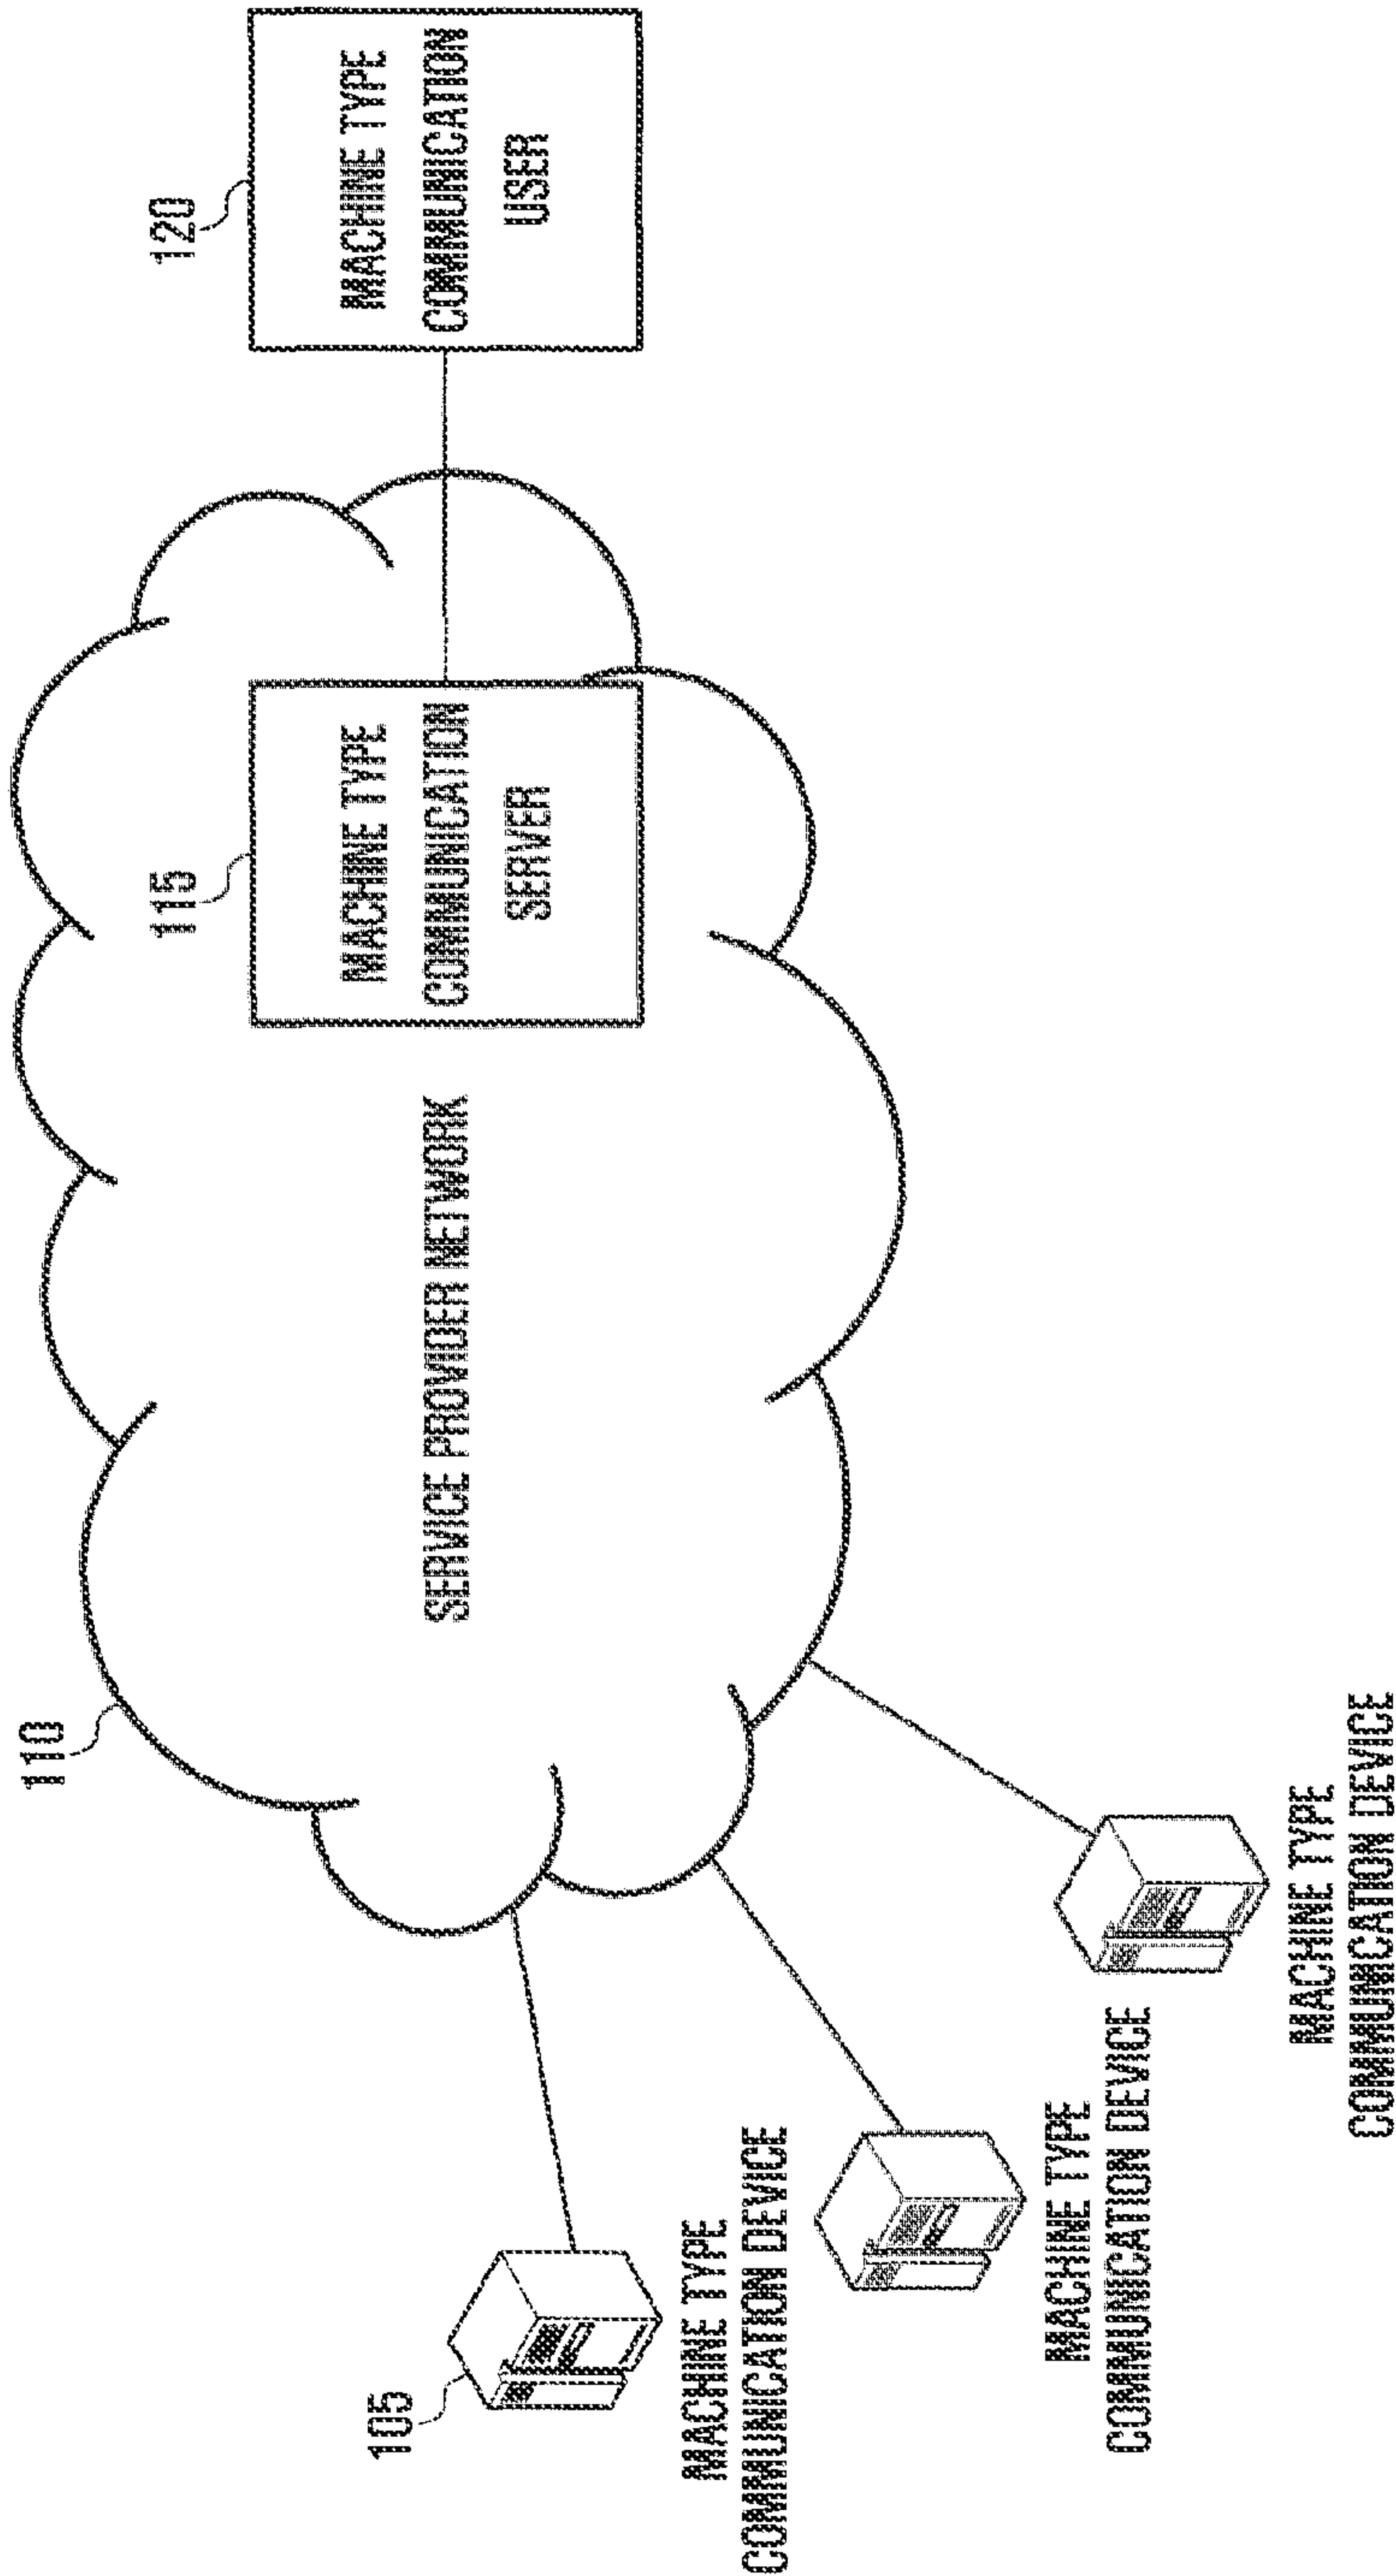 110
115
120
MACHINE TYPE
COMMUNICATION
SERVER
MACHINE TYPE
COMMUNICATION
USER
SERVICE PROVIDER NETWORK
105
MACHINE TYPE
COMMUNICATION DEVICE
MACHINE TYPE
COMMUNICATION DEVICE
MACHINE TYPE
COMMUNICATION DEVICE